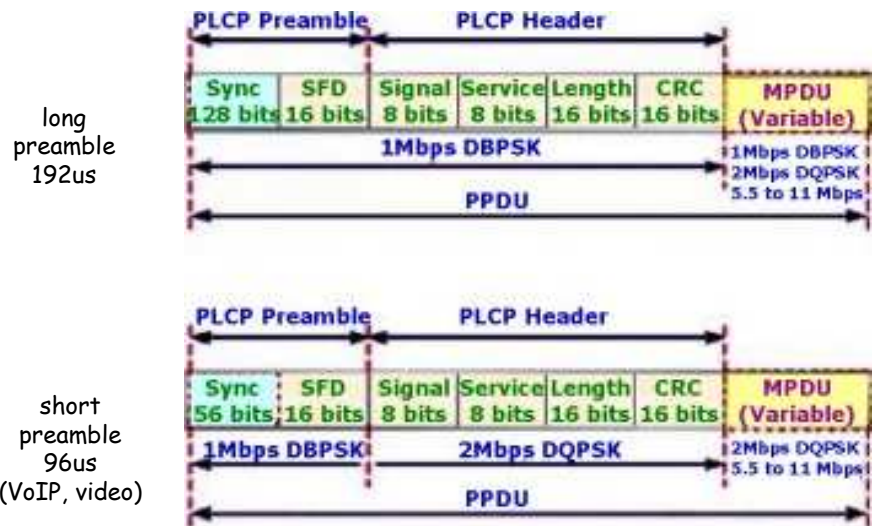 PLCP Preamble PLCP Header
Sync SFD Signal Service Length CRC MPDU
128 bits 16 bits 8 bits 8 bits 16 bits 16 bits (Variable)
long
preamble
192us
1Mbps DBPSK
1Mbps DBPSK
2Mbps DQPSK
5.5 to 11 Mbps
PPDU
PLCP Preamble PLCP Header
Sync SFD Signal Service Length CRC MPDU
56 bits 16 bits 8 bits 8 bits 16 bits 16 bits (Variable)
short
preamble
96us
(VoIP, video)
1Mbps DBPSK 2Mbps DQPSK
2Mbps DQPSK
5.5 to 11 Mbps
PPDU